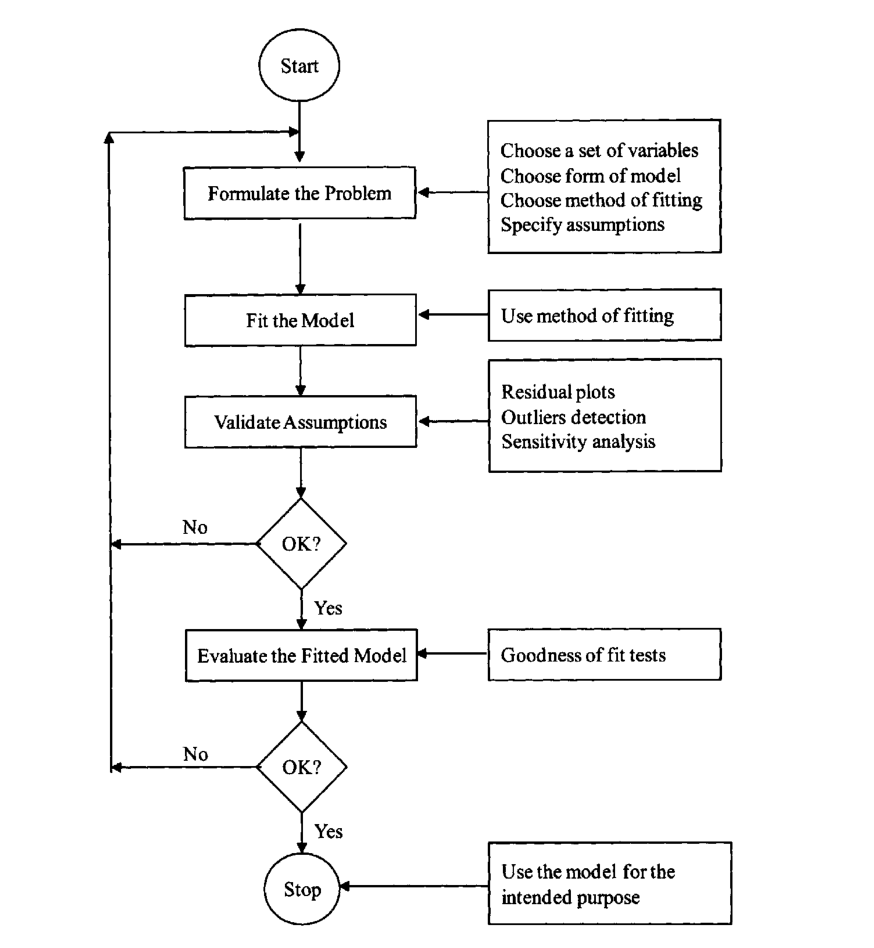 Start
Formulate the Problem
Choose a set of variables
Choose form of model
Choose method of fitting
Specify assumptions
Fit the Model
Use method of fitting
Validate Assumptions
Residual plots
Outliers detection
Sensitivity analysis
No
OK?
Yes
Evaluate the Fitted Model
Goodness of fit tests
No
OK?
Yes
Stop
Use the model for the
intended purpose